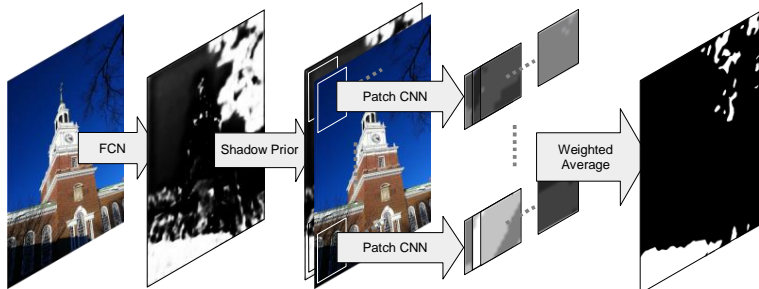 FCN
Shadow Prior
Patch CNN
Patch CNN
Weighted
Average